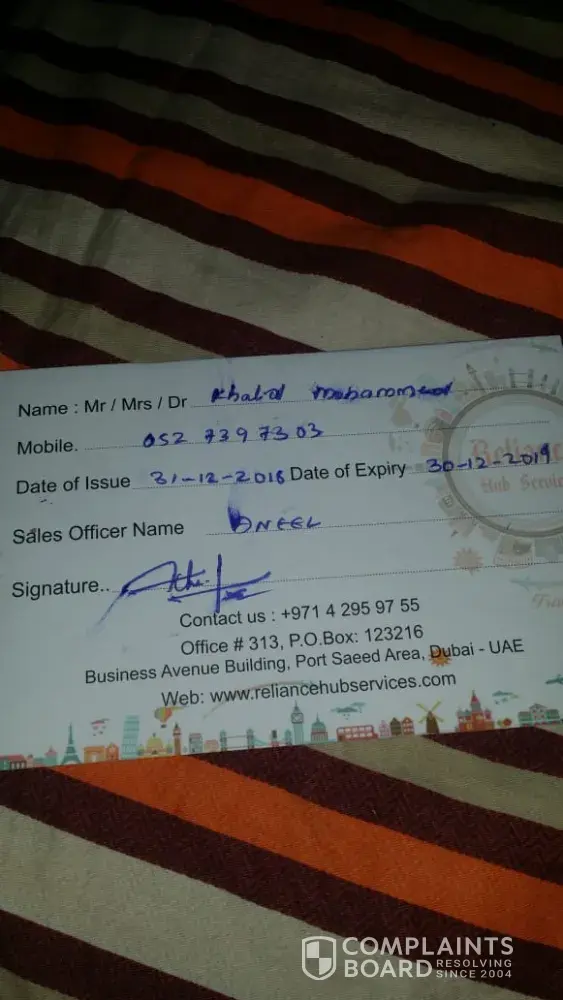 Name : Mr / Mrs / Dr Khalid mohammed
Mobile. 052 7397303
Date of Issue 31-12-2018 Date of Expiry 30-12-2019
Sales Officer Name ANEEL
Signature..
Contact us : +971 4 295 97 55
Office # 313, P.O.Box: 123216
Business Avenue Building, Port Saeed Area, Dubai - UAE
Web: www.reliancehubservices.com
Reliance
Hub Servic
COMPLAINTS
BOARD RESOLVING
SINCE 2004